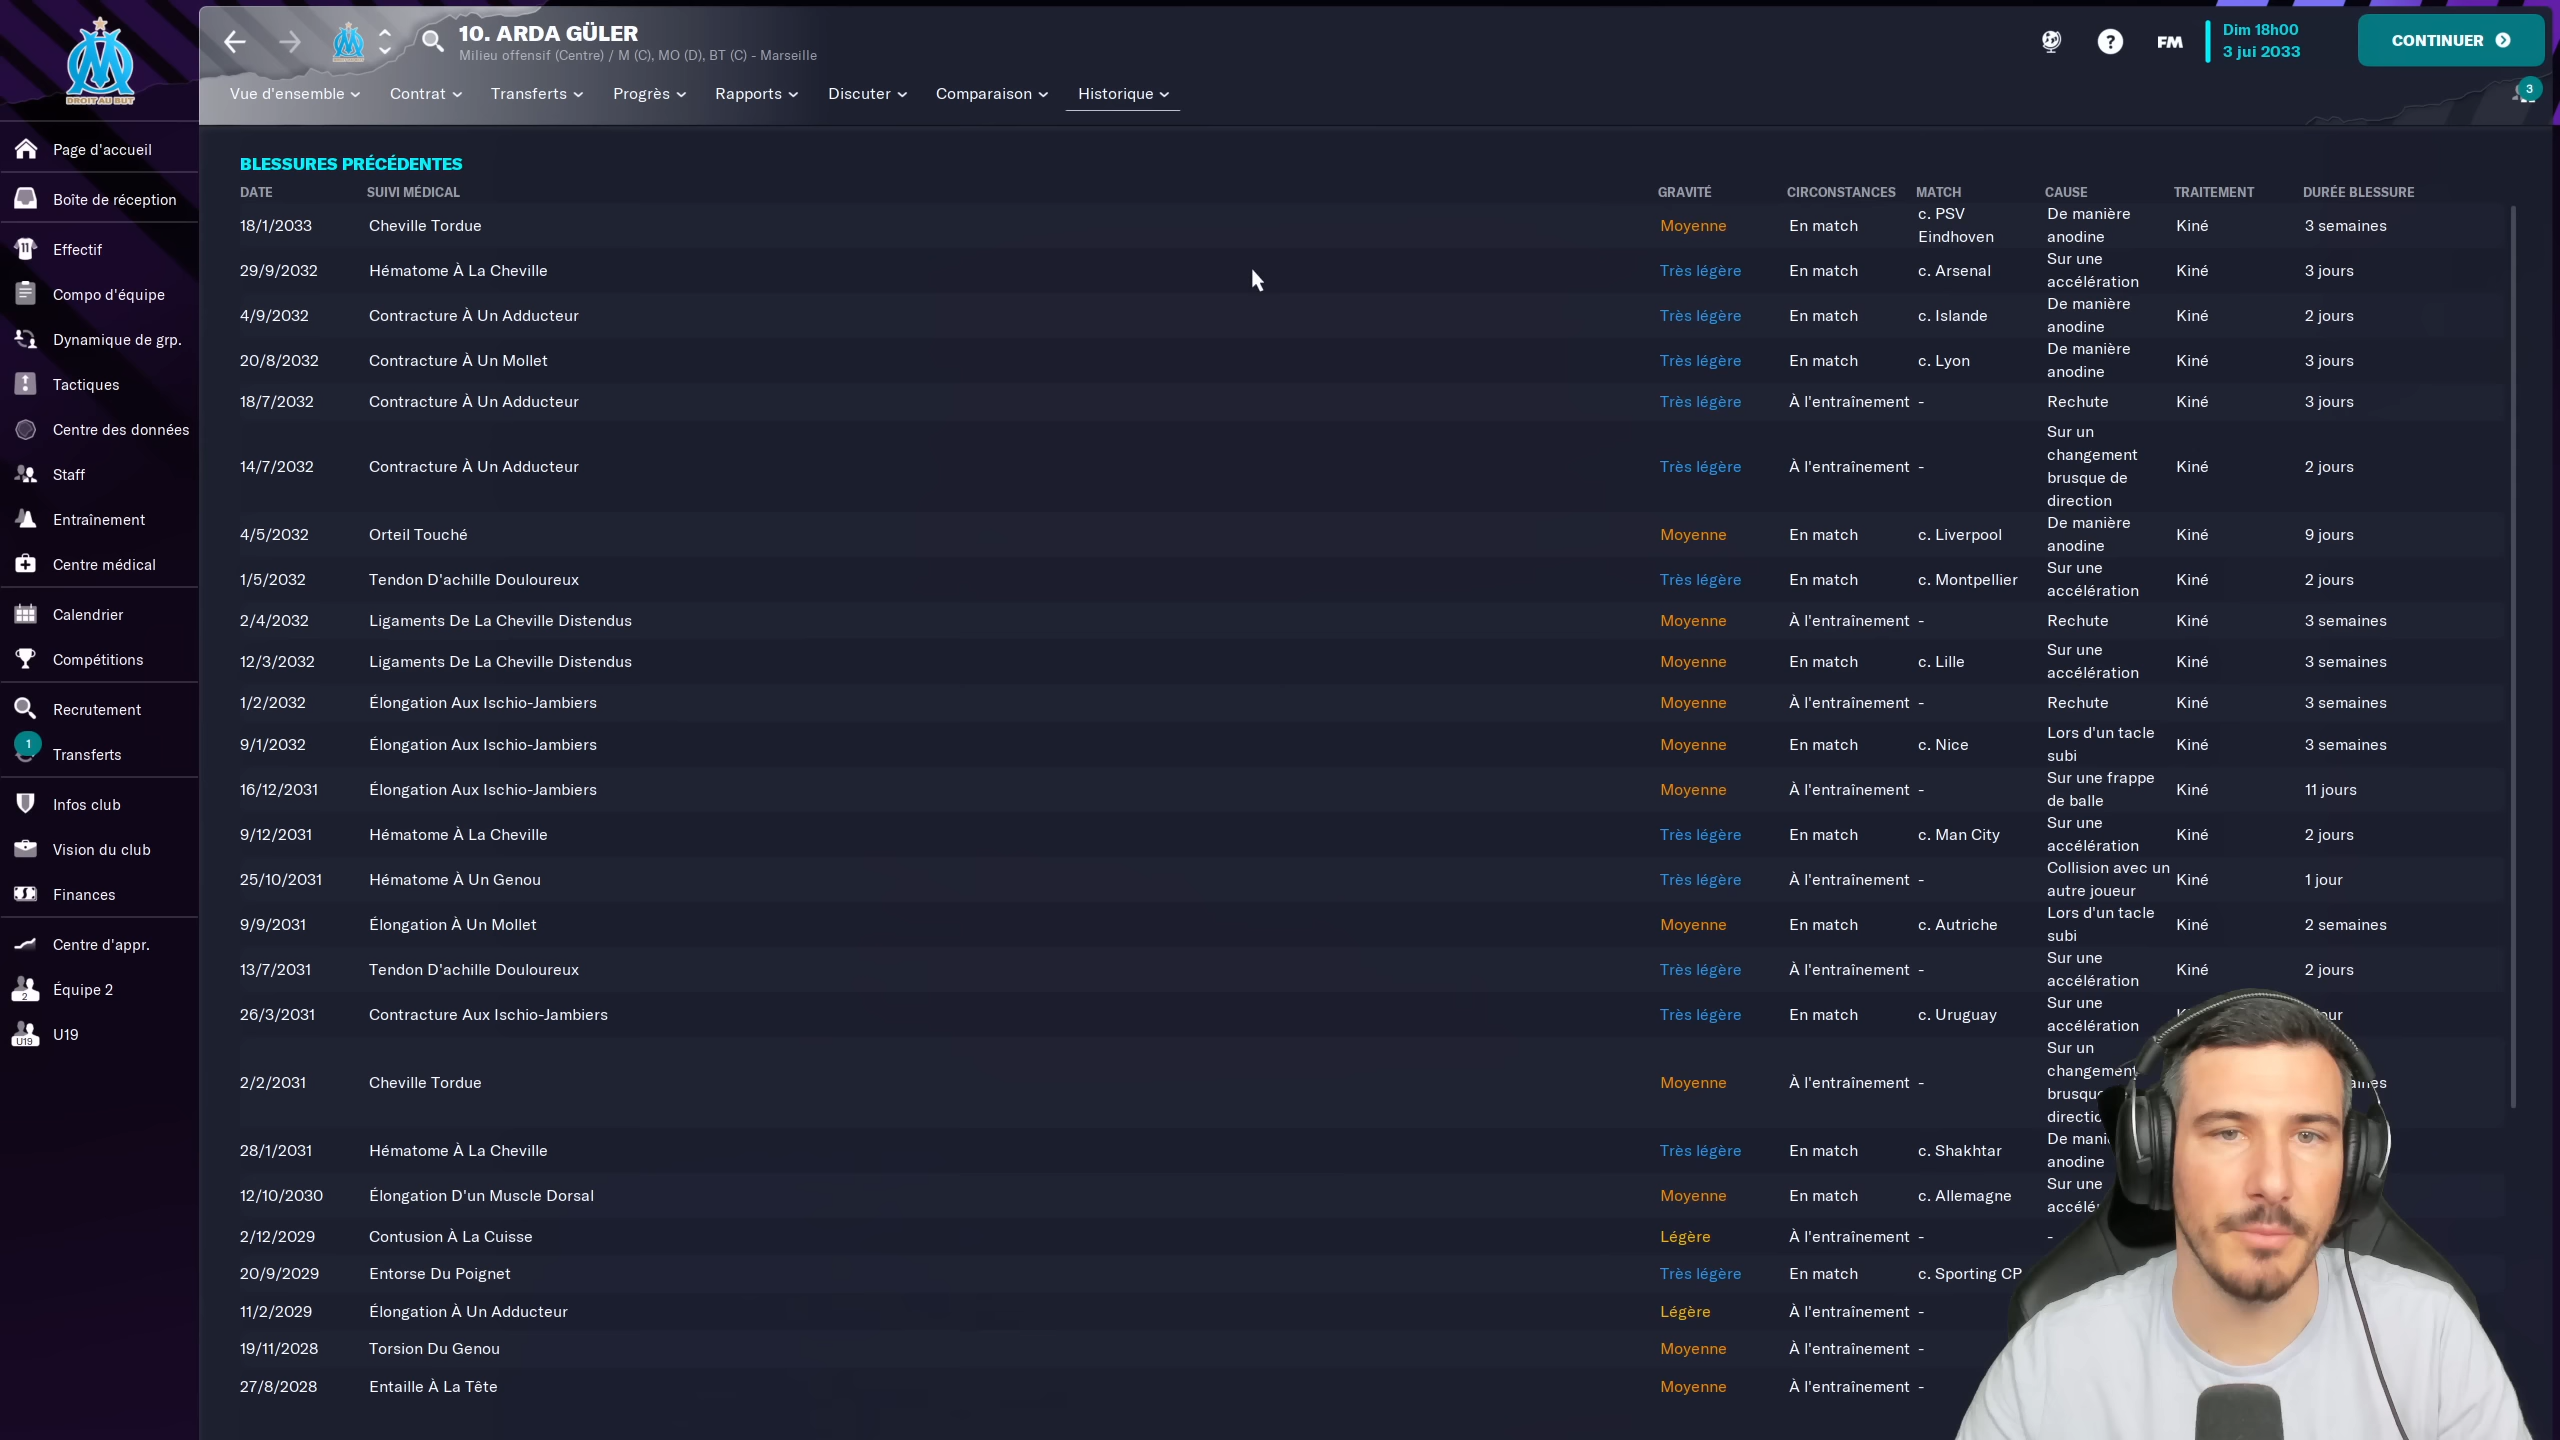 DROIT AU BUT
10. ARDA GÜLER
Milieu offensif (Centre) / M (C), MO (D), BT (C) - Marseille
?
FM
Dim 18h00
3 jui 2033
CONTINUER
3
Vue d'ensemble
Contrat
Transferts
Progrès
Rapports
Discuter
Comparaison
Historique
Page d'accueil
Boîte de réception
11
Effectif
Compo d'équipe
Dynamique de grp.
Tactiques
Centre des données
Staff
Entraînement
Centre médical
Calendrier
Compétitions
Recrutement
1
Transferts
Infos club
Vision du club
Finances
Centre d'appr.
2
Équipe 2
U19
U19
BLESSURES PRÉCÉDENTES
DATE SUIVI MÉDICAL GRAVITÉ CIRCONSTANCES MATCH CAUSE TRAITEMENT DURÉE BLESSURE
18/1/2033 Cheville Tordue Moyenne En match c. PSV Eindhoven De manière anodine Kiné 3 semaines
29/9/2032 Hématome À La Cheville Très légère En match c. Arsenal Sur une accélération Kiné 3 jours
4/9/2032 Contracture À Un Adducteur Très légère En match c. Islande De manière anodine Kiné 2 jours
20/8/2032 Contracture À Un Mollet Très légère En match c. Lyon De manière anodine Kiné 3 jours
18/7/2032 Contracture À Un Adducteur Très légère À l'entraînement - Rechute Kiné 3 jours
14/7/2032 Contracture À Un Adducteur Très légère À l'entraînement - Sur un changement brusque de direction Kiné 2 jours
4/5/2032 Orteil Touché Moyenne En match c. Liverpool De manière anodine Kiné 9 jours
1/5/2032 Tendon D'achille Douloureux Très légère En match c. Montpellier Sur une accélération Kiné 2 jours
2/4/2032 Ligaments De La Cheville Distendus Moyenne À l'entraînement - Rechute Kiné 3 semaines
12/3/2032 Ligaments De La Cheville Distendus Moyenne En match c. Lille Sur une accélération Kiné 3 semaines
1/2/2032 Élongation Aux Ischio-Jambiers Moyenne À l'entraînement - Rechute Kiné 3 semaines
9/1/2032 Élongation Aux Ischio-Jambiers Moyenne En match c. Nice Lors d'un tacle subi Kiné 3 semaines
16/12/2031 Élongation Aux Ischio-Jambiers Moyenne À l'entraînement - Sur une frappe de balle Kiné 11 jours
9/12/2031 Hématome À La Cheville Très légère En match c. Man City Sur une accélération Kiné 2 jours
25/10/2031 Hématome À Un Genou Très légère À l'entraînement - Collision avec un autre joueur Kiné 1 jour
9/9/2031 Élongation À Un Mollet Moyenne En match c. Autriche Lors d'un tacle subi Kiné 2 semaines
13/7/2031 Tendon D'achille Douloureux Très légère À l'entraînement - Sur une accélération Kiné 2 jours
26/3/2031 Contracture Aux Ischio-Jambiers Très légère En match c. Uruguay Sur une accélération
2/2/2031 Cheville Tordue Moyenne À l'entraînement - Sur un changement
28/1/2031 Hématome À La Cheville Très légère En match c. Shakhtar De anodine
12/10/2030 Élongation D'un Muscle Dorsal Moyenne En match c. Allemagne Sur une
2/12/2029 Contusion À La Cuisse Légère À l'entraînement - -
20/9/2029 Entorse Du Poignet Très légère En match c. Sporting CP
11/2/2029 Élongation À Un Adducteur Légère À l'entraînement -
19/11/2028 Torsion Du Genou Moyenne À l'entraînement -
27/8/2028 Entaille À La Tête Moyenne À l'entraînement -